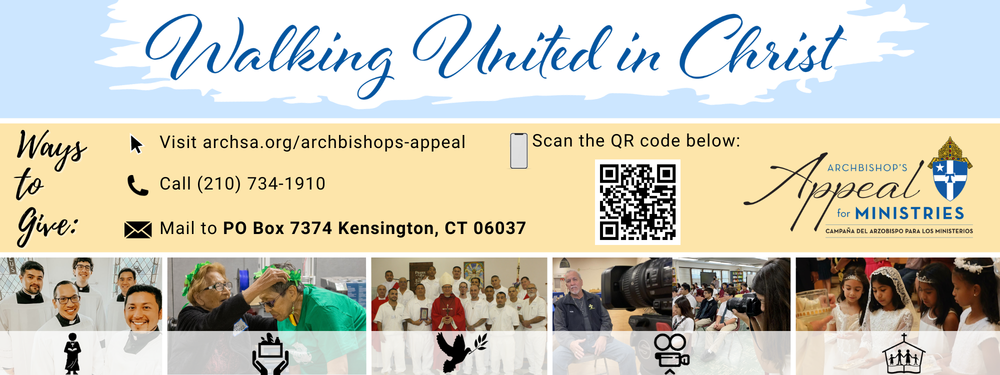 Walking United in Christ
Ways
to
Give:
Visit archsa.org/archbishops-appeal
Call (210) 734-1910
Mail to PO Box 7374 Kensington, CT 06037
Scan the QR code below:
ARCHBISHOP'S
Appeal
for MINISTRIES
CAMPAÑA DEL ARZOBISPO PARA LOS MINISTERIOS
PRAYER